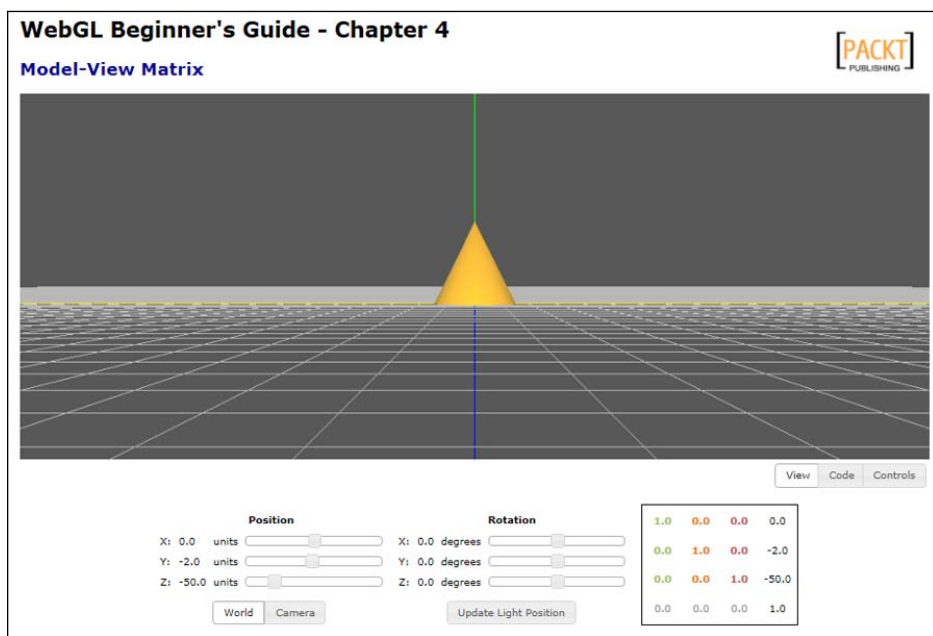 WebGL Beginner's Guide - Chapter 4
Model-View Matrix
[PACKT]
PUBLISHING
View Code Controls
Position Rotation
X: 0.0 units X: 0.0 degrees
Y: -2.0 units Y: 0.0 degrees
Z: -50.0 units Z: 0.0 degrees
World Camera Update Light Position
1.0 0.0 0.0 0.0
0.0 1.0 0.0 -2.0
0.0 0.0 1.0 -50.0
0.0 0.0 0.0 1.0